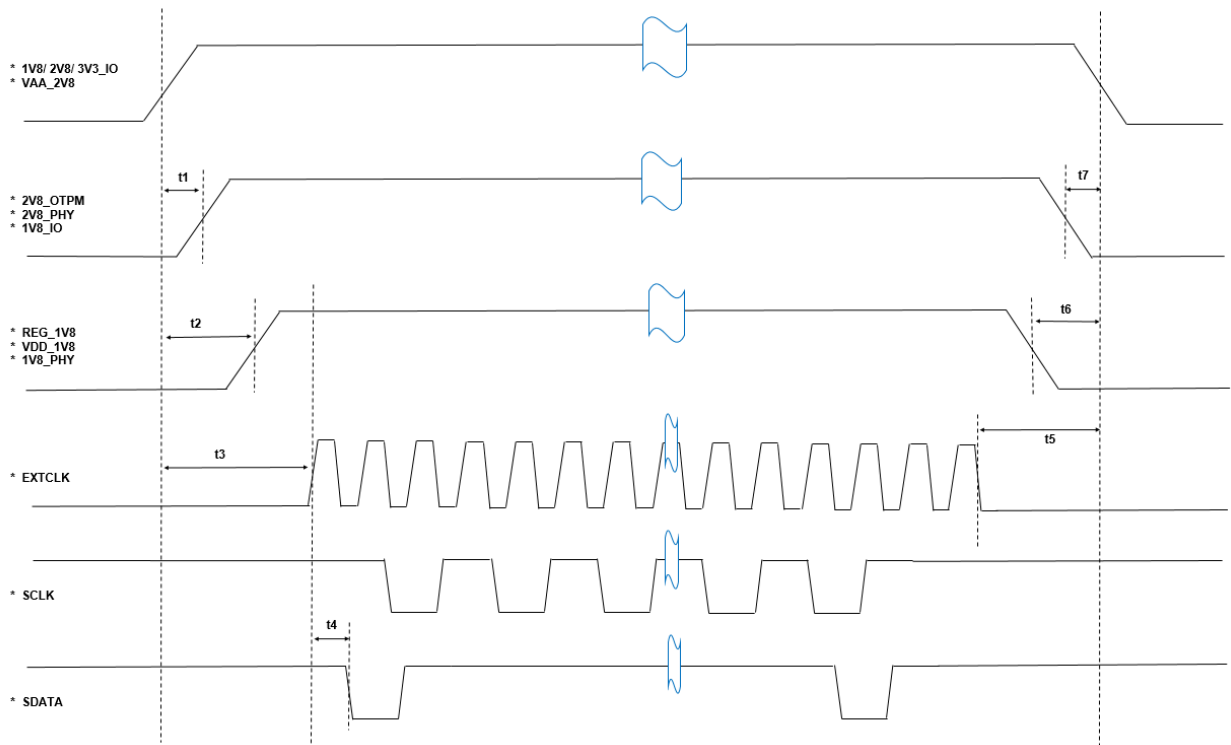 * 1V8/ 2V8/ 3V3_IO
* VAA_2V8
t1
t7
* 2V8_OTPM
* 2V8_PHY
* 1V8_IO
t2
t6
* REG_1V8
* VDD_1V8
* 1V8_PHY
t3
t5
* EXTCLK
* SCLK
t4
* SDATA